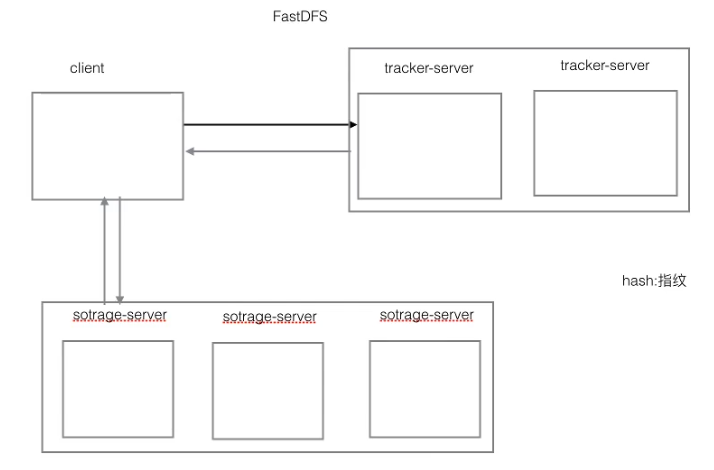 FastDFS
client
tracker-server
tracker-server
hash:指纹
sotrage-server
sotrage-server
sotrage-server